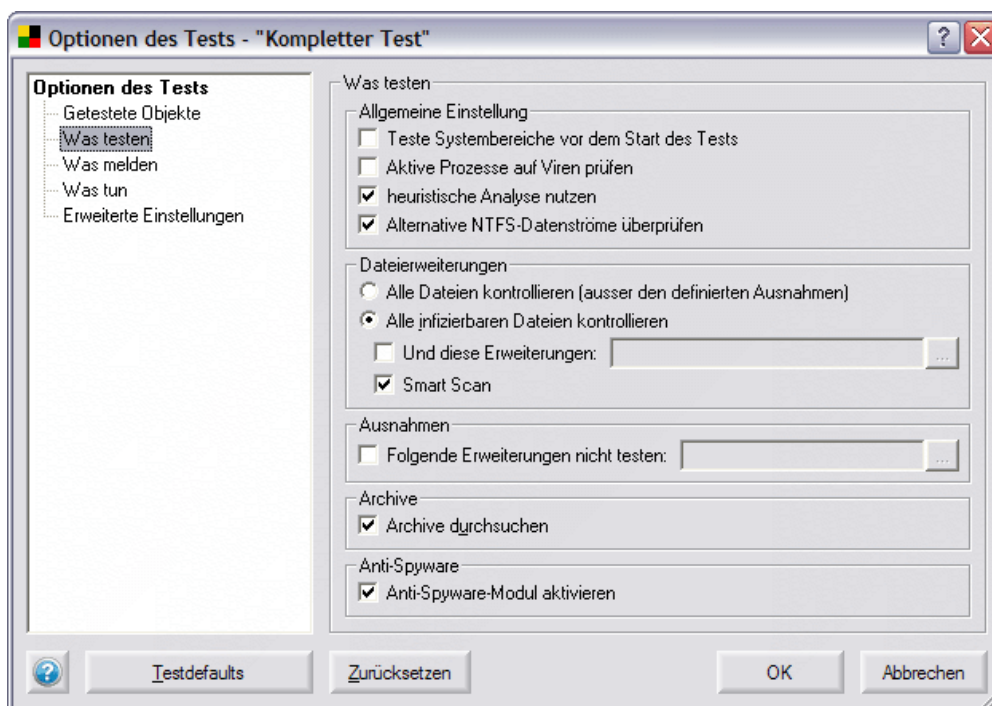 Optionen des Tests - "Kompletter Test"
Optionen des Tests
Getestete Objekte
Was testen
Was melden
Was tun
Erweiterte Einstellungen
Was testen
Allgemeine Einstellung
Teste Systembereiche vor dem Start des Tests
Aktive Prozesse auf Viren prüfen
heuristische Analyse nutzen
Alternative NTFS-Datenströme überprüfen
Dateierweiterungen
Alle Dateien kontrollieren (ausser den definierten Ausnahmen)
Alle infizierbaren Dateien kontrollieren
Und diese Erweiterungen: ...
Smart Scan
Ausnahmen
Folgende Erweiterungen nicht testen: ...
Archive
Archive durchsuchen
Anti-Spyware
Anti-Spyware-Modul aktivieren
Testdefaults Zurücksetzen OK Abbrechen